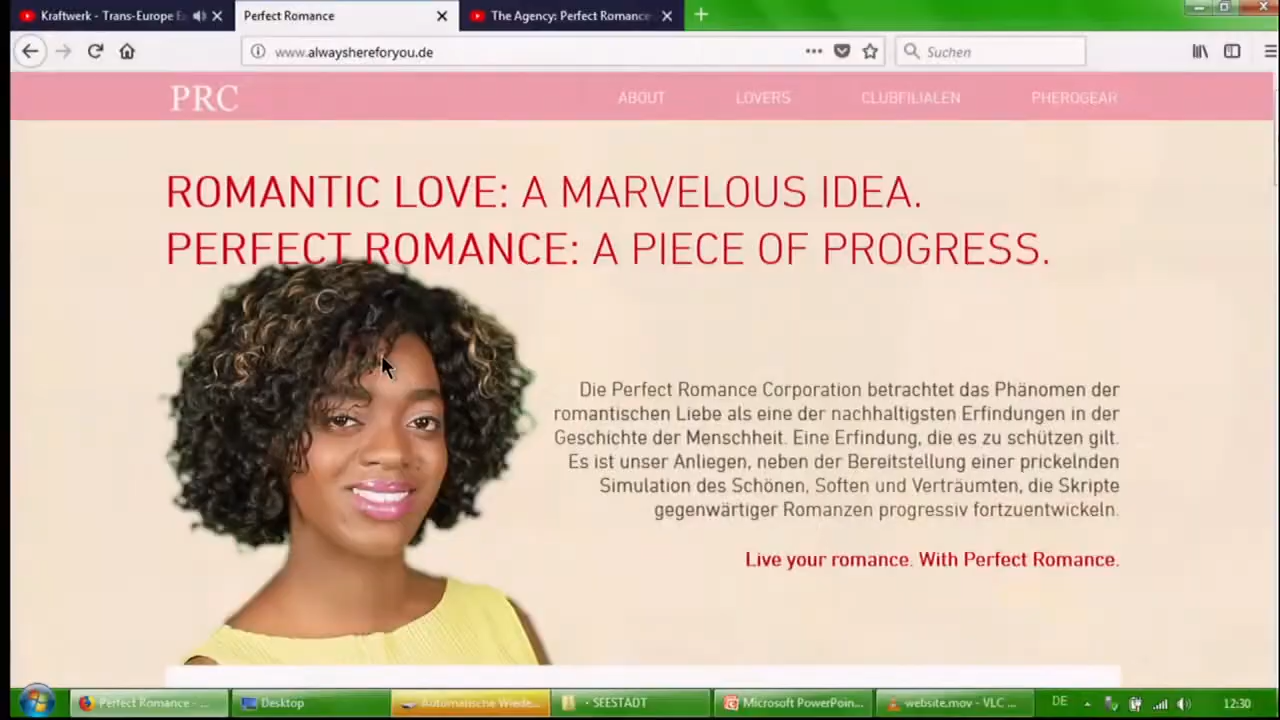 Kraftwerk - Trans-Europe E
Perfect Romance
The Agency: Perfect Romance
www.alwayshereforyou.de
Suchen
PRC
ABOUT
LOVERS
CLUBFILIALEN
PHEROGEAR
ROMANTIC LOVE: A MARVELOUS IDEA.
PERFECT ROMANCE: A PIECE OF PROGRESS.
Die Perfect Romance Corporation betrachtet das Phänomen der
romantischen Liebe als eine der nachhaltigsten Erfindungen in der
Geschichte der Menschheit. Eine Erfindung, die es zu schützen gilt.
Es ist unser Anliegen, neben der Bereitstellung einer prickelnden
Simulation des Schönen, Soften und Verträumten, die Skripte
gegenwärtiger Romanzen progressiv fortzuentwickeln.
Live your romance. With Perfect Romance.
Perfect Romance - ...
Desktop
Automatische Wiede...
- SEESTADT
Microsoft PowerPoin...
website.mov - VLC ...
DE
12:30